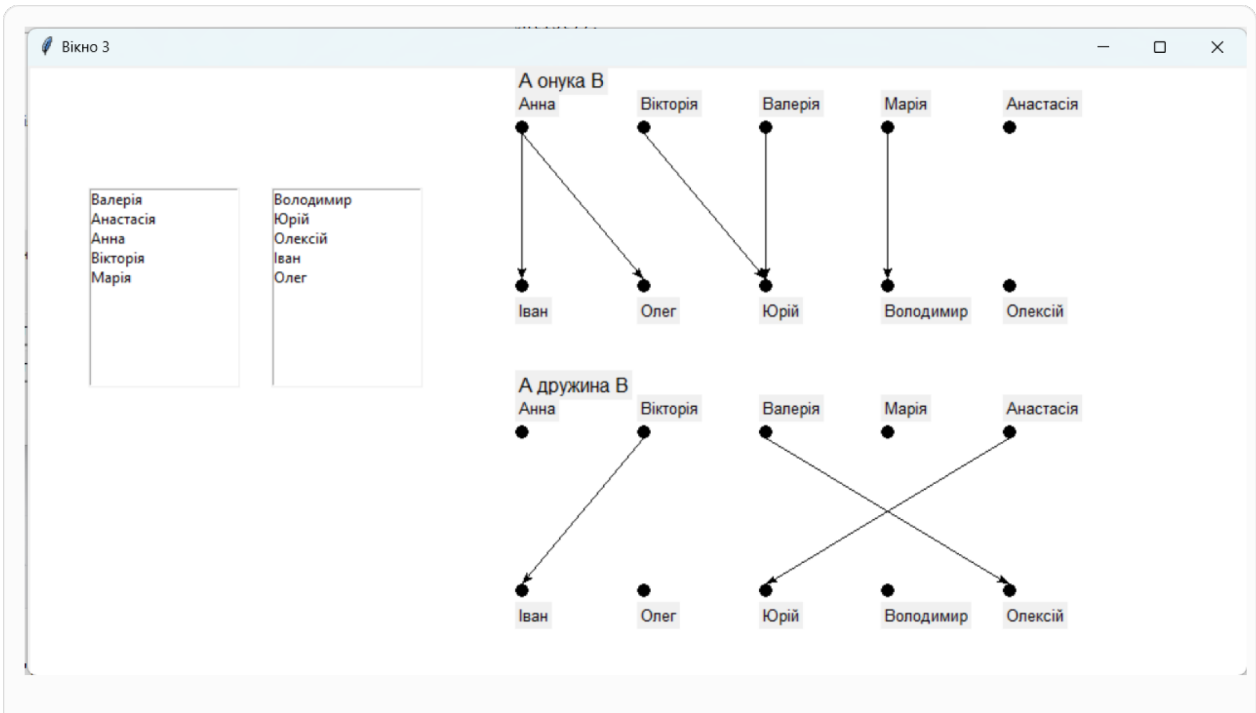 Вікно 3
Валерія
Анастасія
Анна
Вікторія
Марія
Володимир
Юрій
Олексій
Іван
Олег
А онука В
Анна Вікторія Валерія Марія Анастасія
Іван Олег Юрій Володимир Олексій
А дружина В
Анна Вікторія Валерія Марія Анастасія
Іван Олег Юрій Володимир Олексій